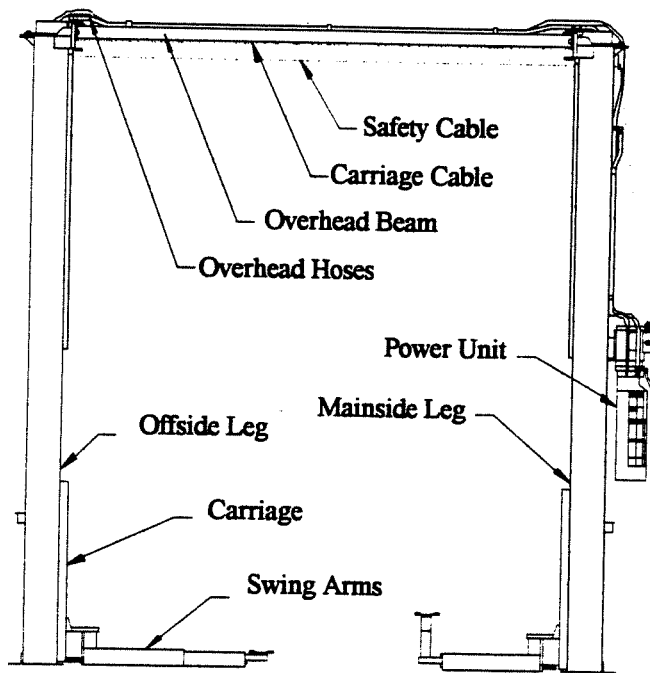 Safety Cable
Carriage Cable
Overhead Beam
Overhead Hoses
Power Unit
Mainside Leg
Offside Leg
Carriage
Swing Arms